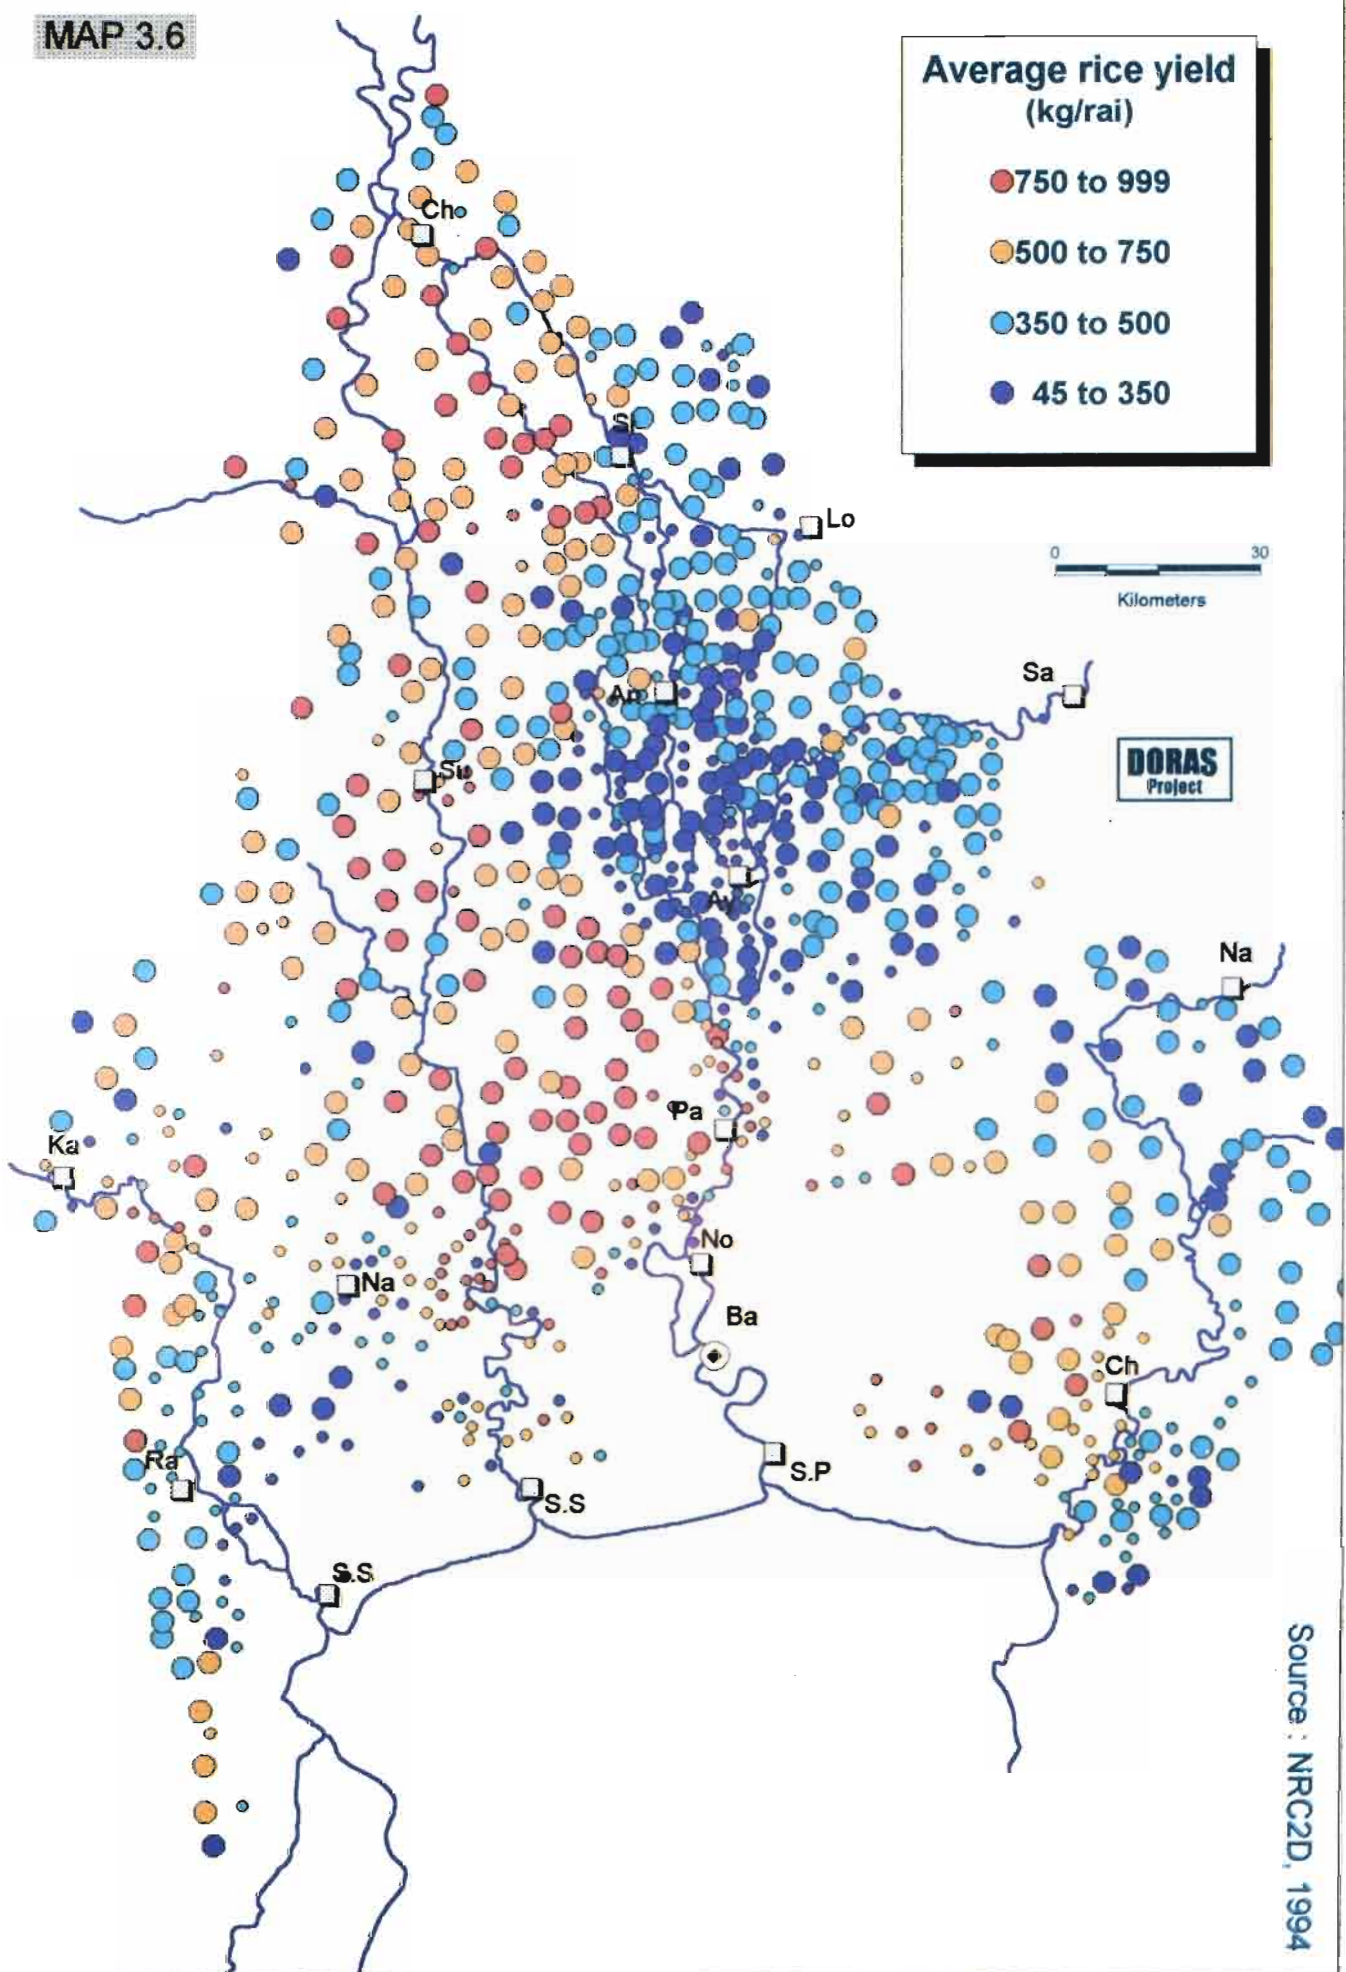 MAP 3.6
Average rice yield
(kg/rai)
750 to 999
500 to 750
350 to 500
45 to 350
Ch
Si
Lo
0 30
Kilometers
Sa
An
DORAS
Project
Su
Ay
Na
Pa
Ka
No
Na
Ba
Ch
Ra
S.P
S.S
S.S
Source : NRC2D, 1994